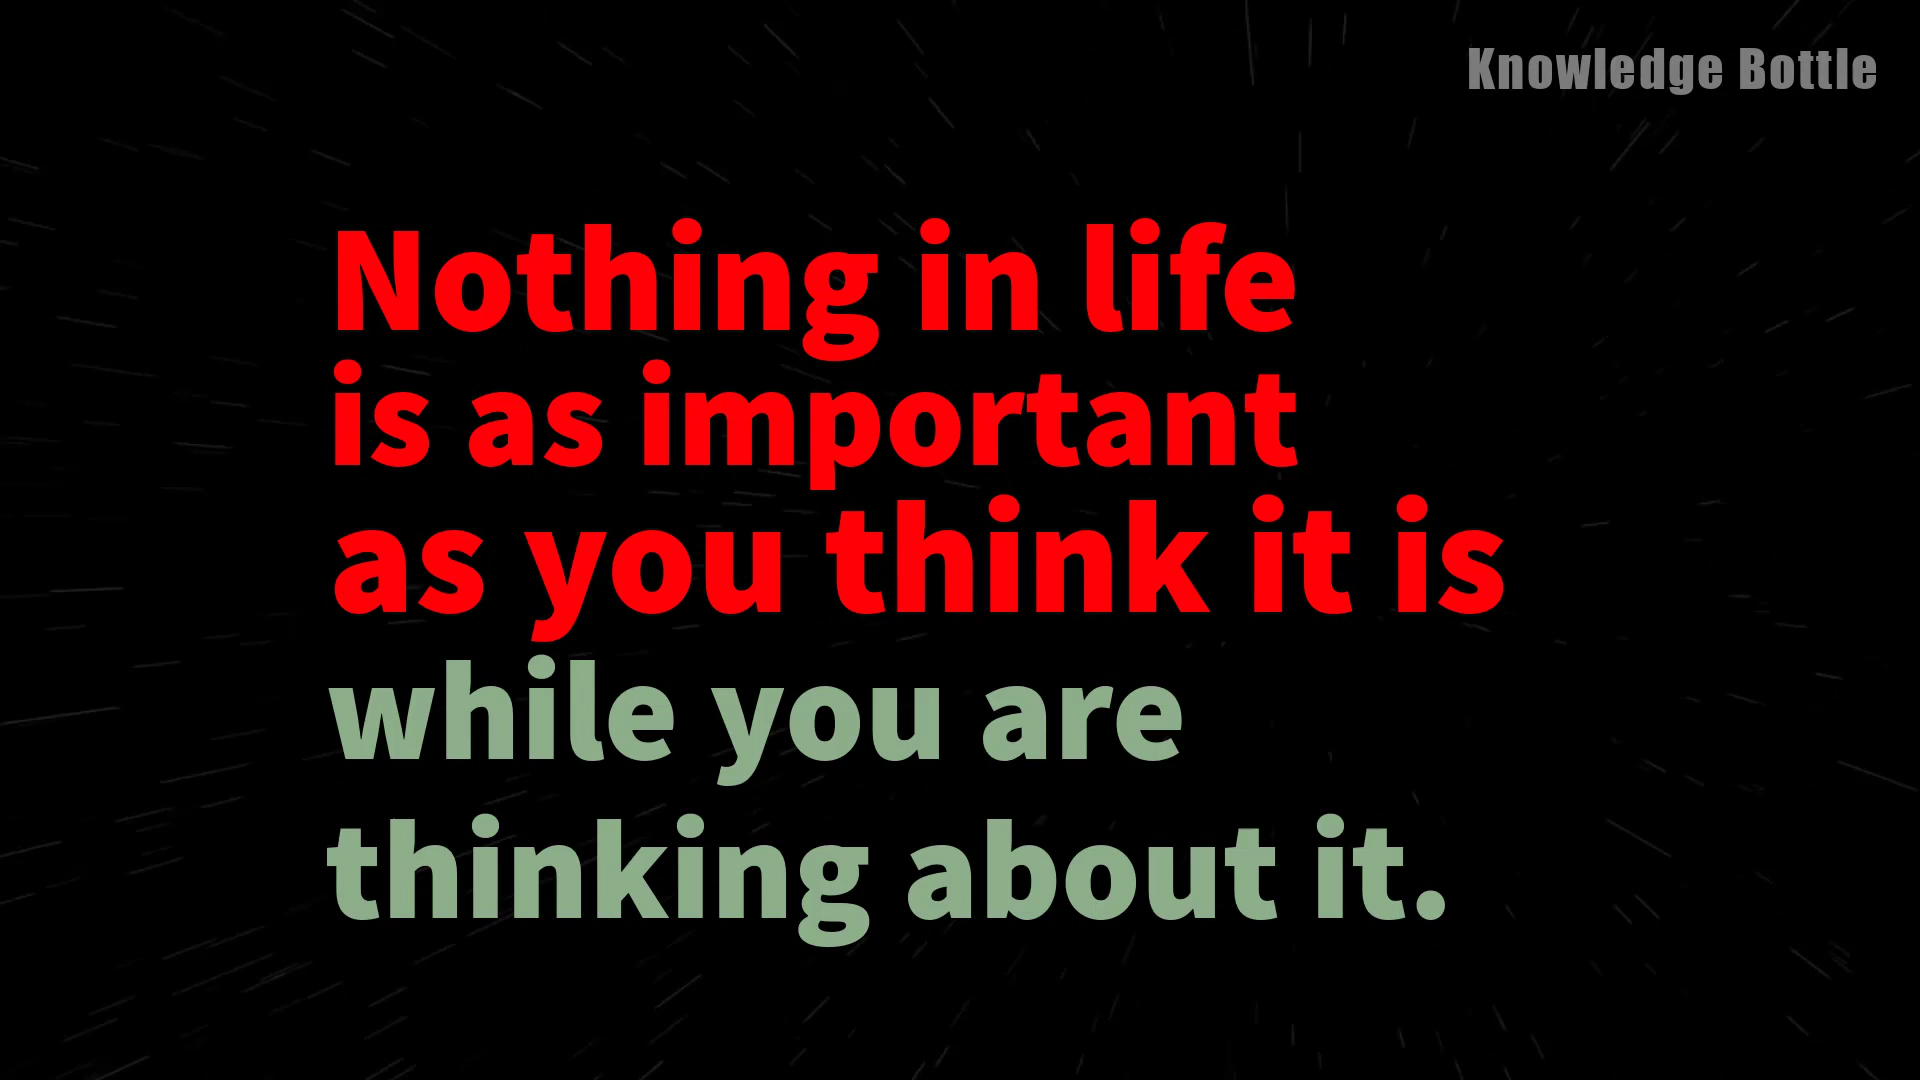 Knowledge Bottle
Nothing in life
is as important
as you think it is
while you are
thinking about it.